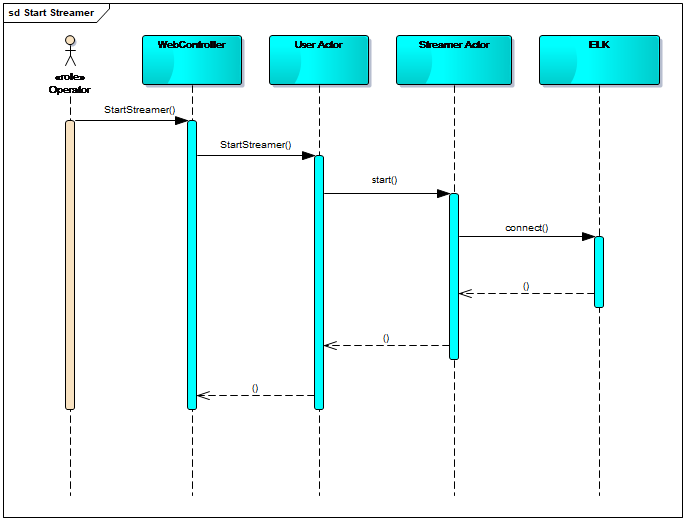 sd Start Streamer
WebController
User Actor
Streamer Actor
ELK
«role»
Operator
StartStreamer()
StartStreamer()
start()
connect()
()
()
()